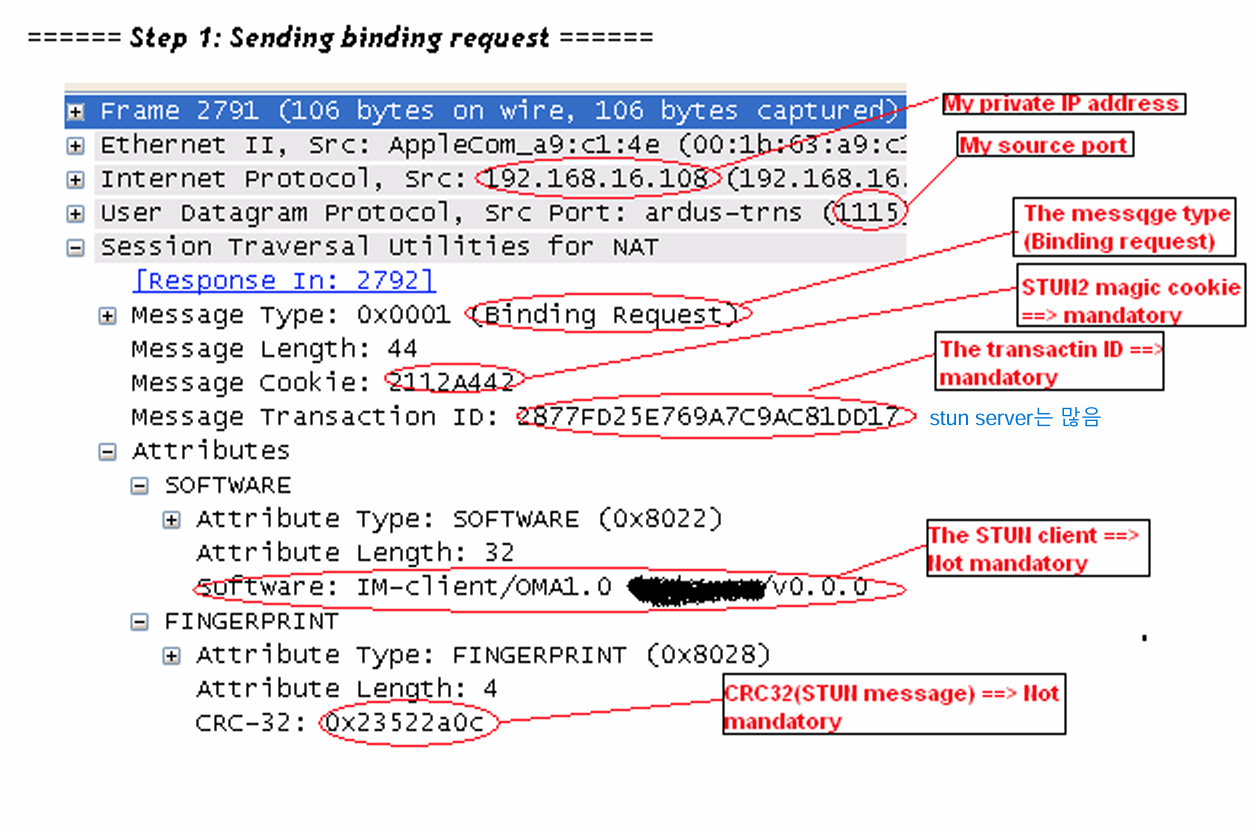 ====== Step 1: Sending binding request ======
Frame 2791 (106 bytes on wire, 106 bytes captured)
My private IP address
Ethernet II, Src: AppleCom_a9:c1:4e (00:1b:63:a9:c1
My source port
Internet Protocol, Src: 192.168.16.108 (192.168.16.
User Datagram Protocol, Src Port: ardus-trns (1115
The messqge type
(Binding request)
Session Traversal Utilities for NAT
[Response In: 2792]
STUN2 magic cookie
==> mandatory
Message Type: 0x0001 (Binding Request)
Message Length: 44
The transactin ID ==>
mandatory
Message Cookie: 2112A442
Message Transaction ID: 2877FD25E769A7C9AC81DD17
stun server는 많음
Attributes
SOFTWARE
Attribute Type: SOFTWARE (0x8022)
The STUN client ==>
Not mandatory
Attribute Length: 32
Software: IM-client/OMA1.0 /v0.0.0
FINGERPRINT
Attribute Type: FINGERPRINT (0x8028)
Attribute Length: 4
CRC32(STUN message) ==> Not
mandatory
CRC-32: 0x23522a0c